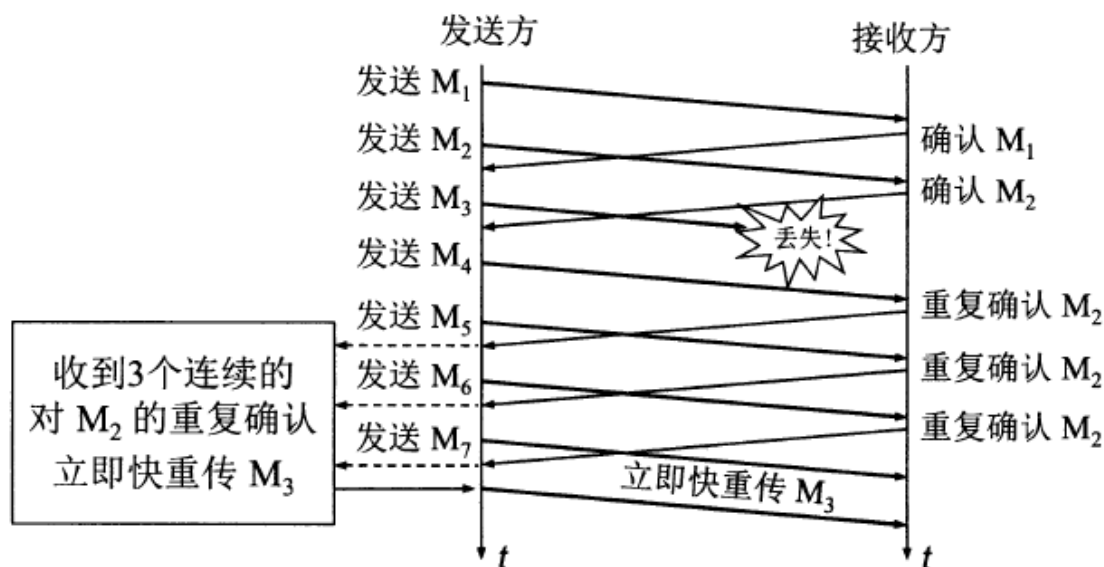 发送方
接收方
发送 M₁
发送 M₂
确认 M₁
发送 M₃
确认 M₂
丢失!
发送 M₄
发送 M₅
重复确认 M₂
收到3个连续的
对 M₂ 的重复确认
立即快重传 M₃
发送 M₆
重复确认 M₂
发送 M₇
重复确认 M₂
立即快重传 M₃
t
t